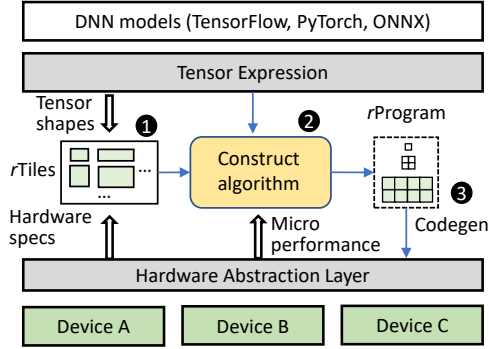 DNN models (TensorFlow, PyTorch, ONNX)
Tensor Expression
Tensor
shapes
1
2
rProgram
rTiles
...
...
Construct
algorithm
3
Hardware
specs
Micro
performance
Codegen
Hardware Abstraction Layer
Device A
Device B
Device C